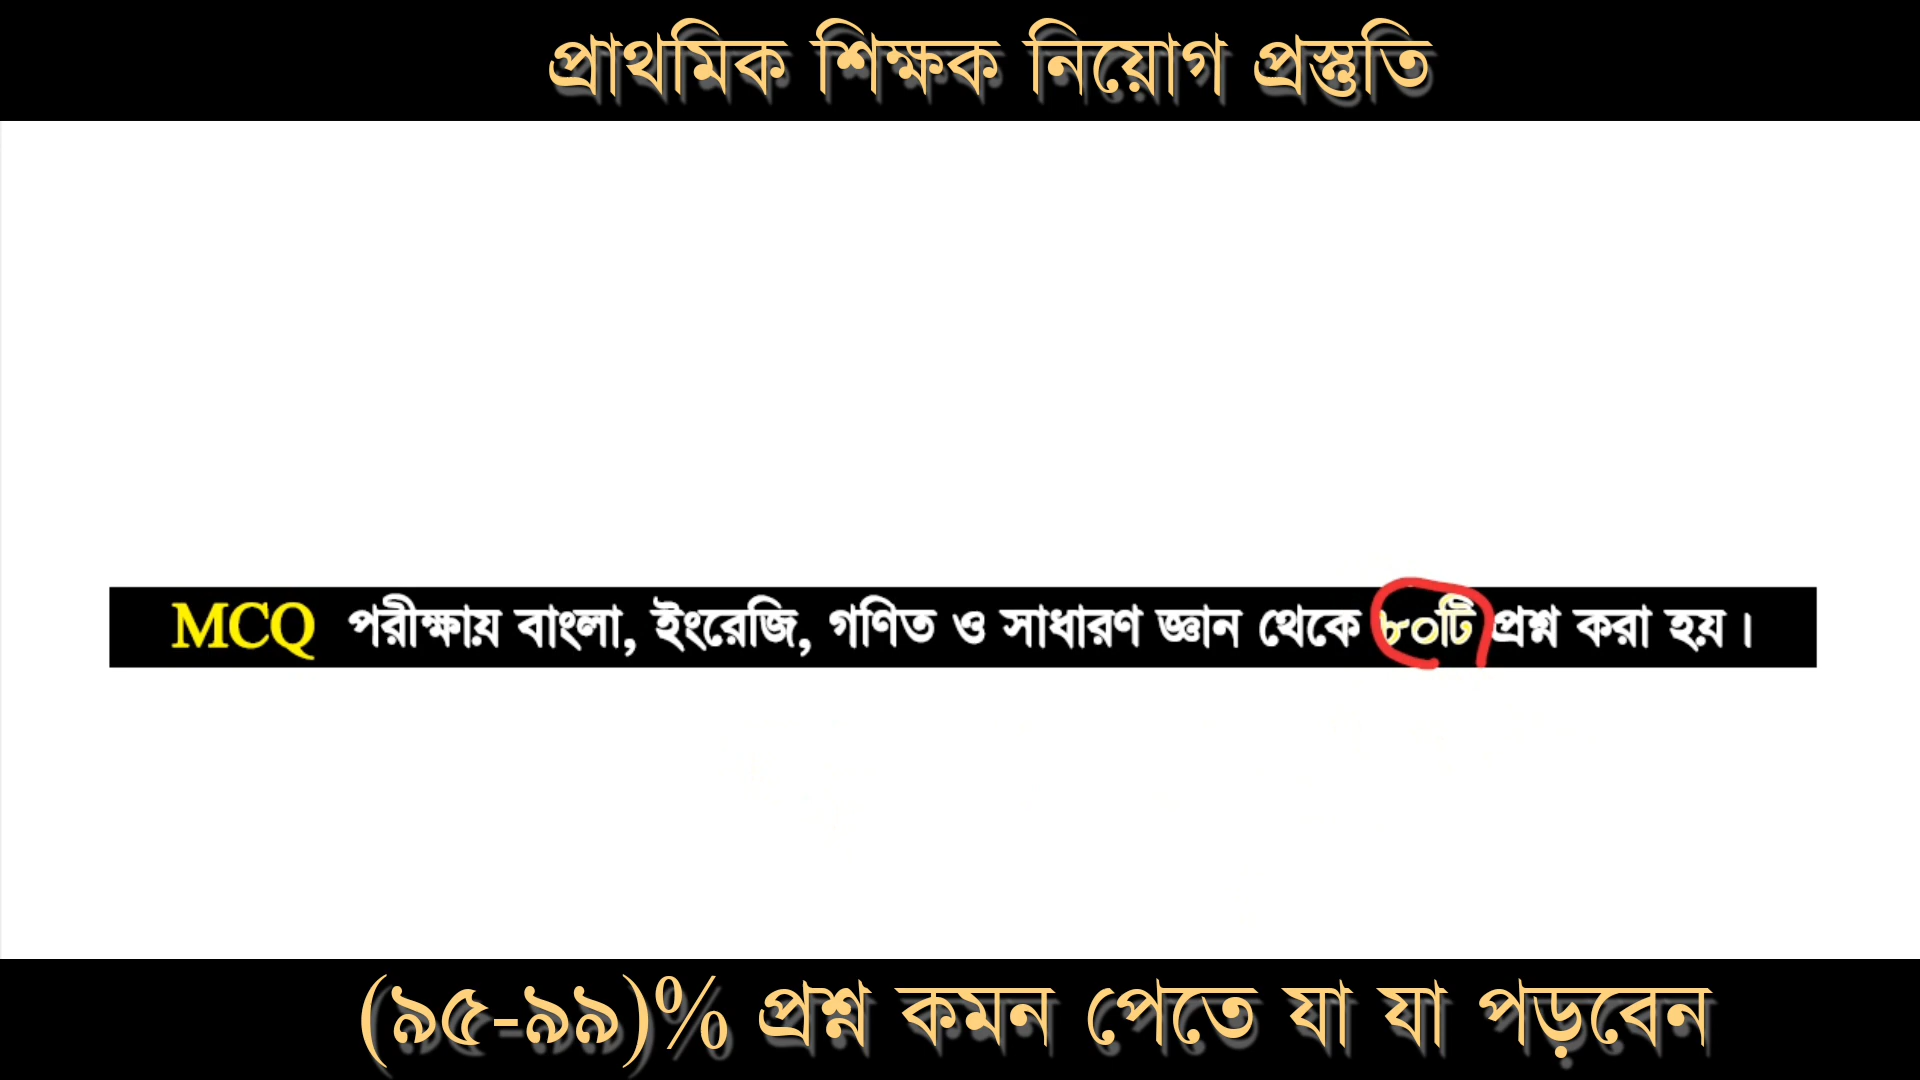 প্রাথমিক শিক্ষক নিয়োগ প্রস্তুতি
MCQ পরীক্ষায় বাংলা, ইংরেজি, গণিত ও সাধারণ জ্ঞান থেকে ৮০টি প্রশ্ন করা হয়।
(৯৫-৯৯)% প্রশ্ন কমন পেতে যা যা পড়বেন